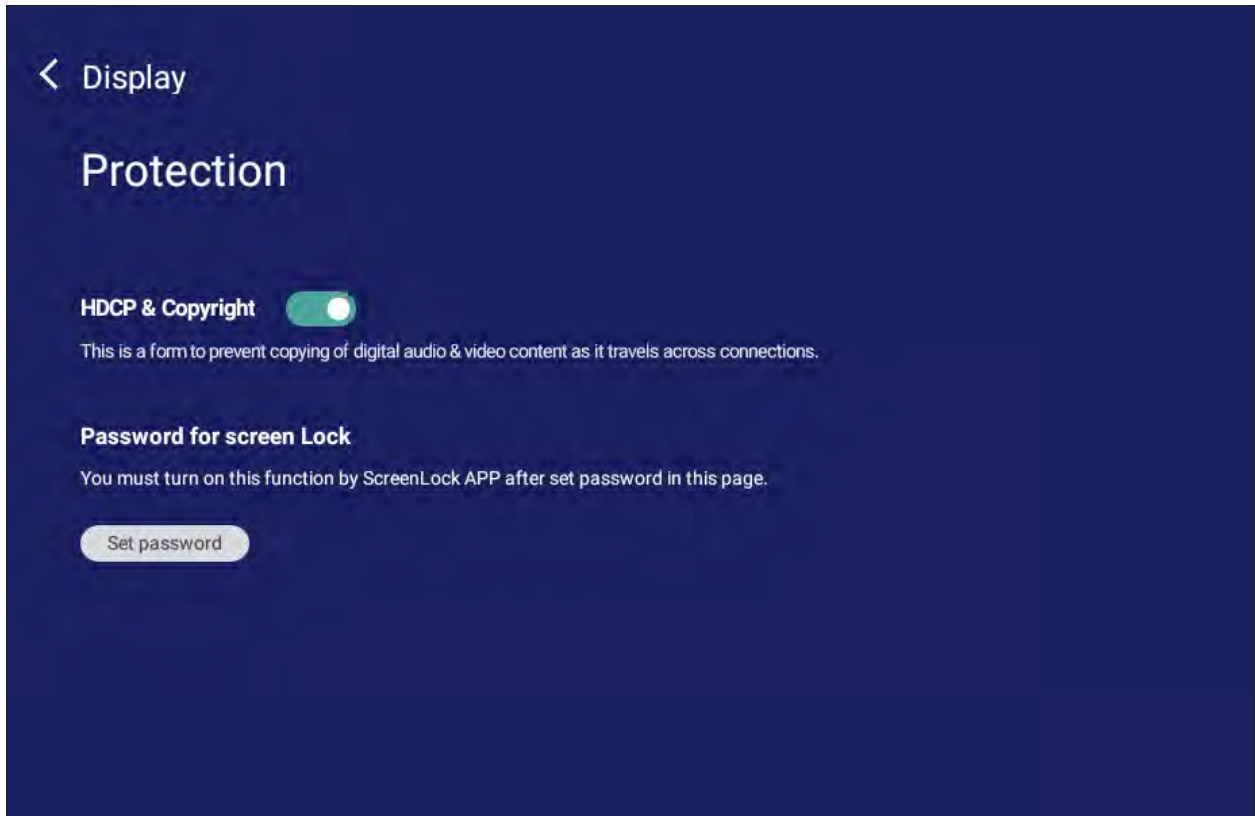 Display
Protection
HDCP & Copyright
This is a form to prevent copying of digital audio & video content as it travels across connections.
Password for screen Lock
You must turn on this function by ScreenLock APP after set password in this page.
Set password